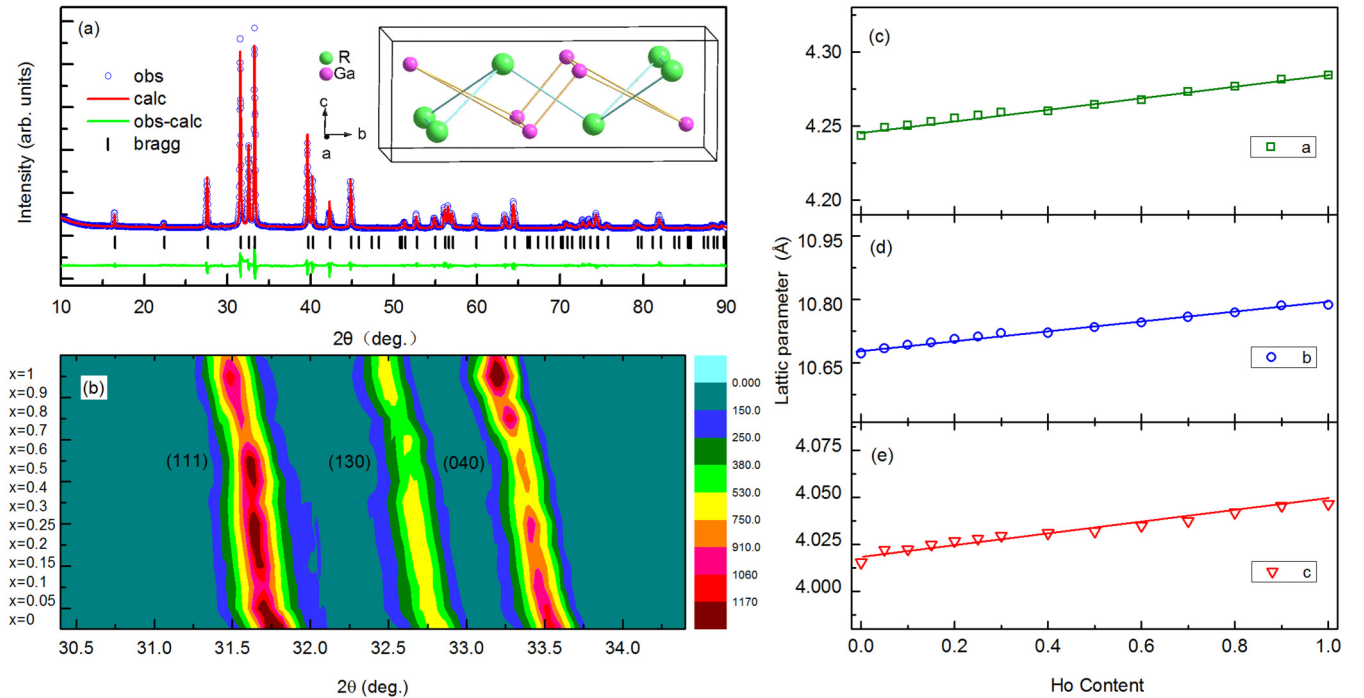 (a)
obs
calc
obs-calc
bragg
R
Ga
c
b
a
Intensity (arb. units)
10 20 30 40 50 60 70 80 90
2θ (deg.)
(b)
x=1
x=0.9
x=0.8
x=0.7
x=0.6
x=0.5
x=0.4
x=0.3
x=0.25
x=0.2
x=0.15
x=0.1
x=0.05
x=0
(111)
(130)
(040)
0.000
150.0
250.0
380.0
530.0
750.0
910.0
1060
1170
30.5 31.0 31.5 32.0 32.5 33.0 33.5 34.0
2θ (deg.)
(c)
4.30
4.25
4.20
a
(d)
10.95
10.80
10.65
b
Lattic parameter (Å)
(e)
4.075
4.050
4.025
4.000
c
0.0 0.2 0.4 0.6 0.8 1.0
Ho Content